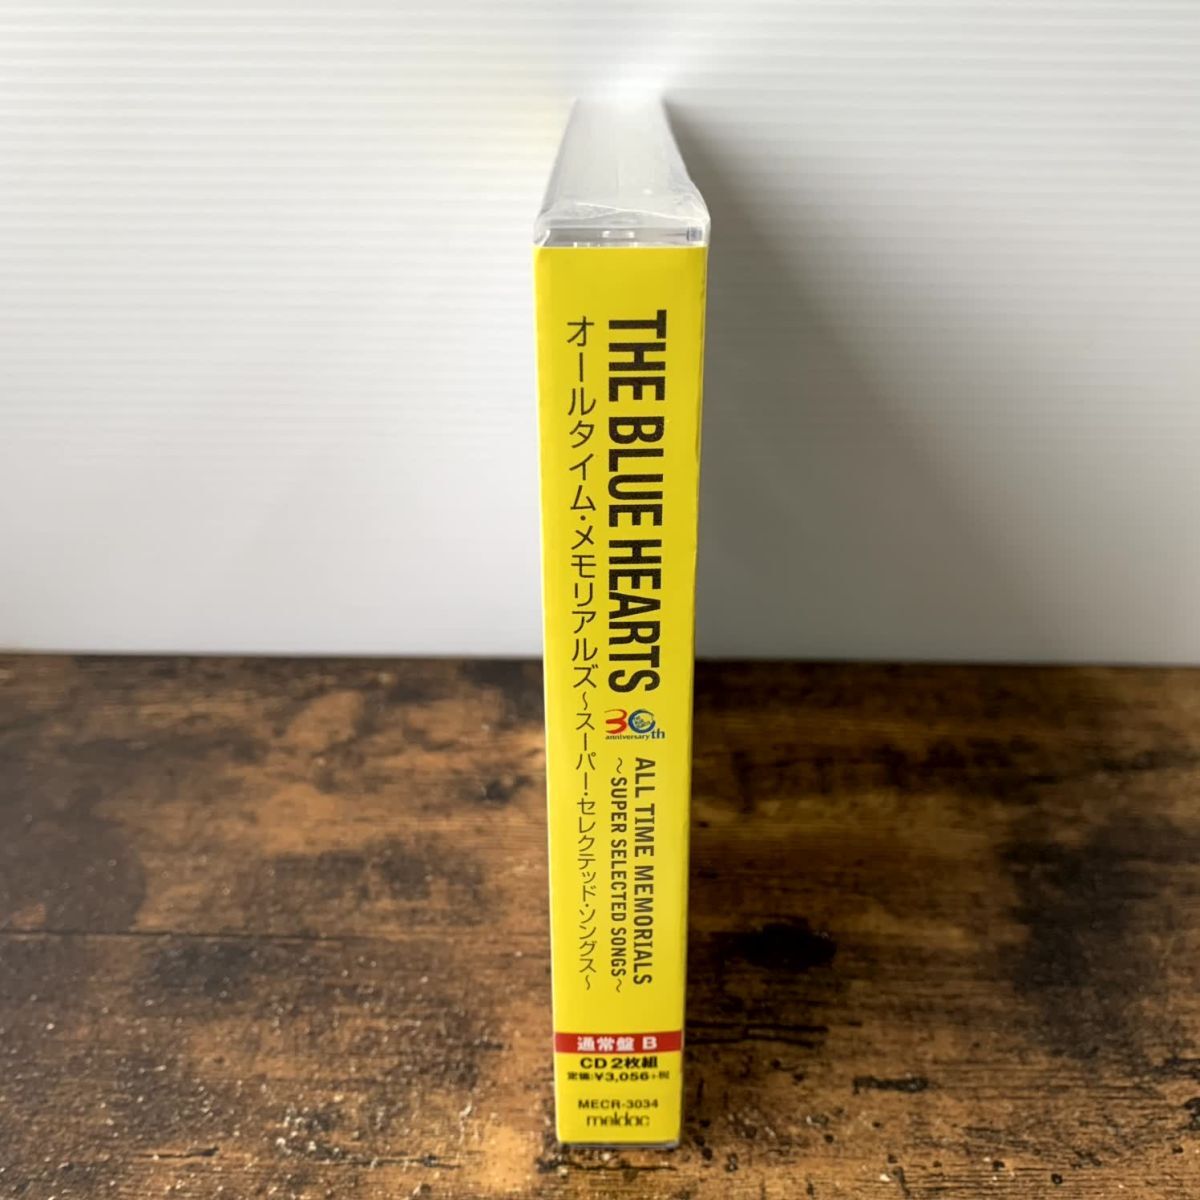 THE BLUE HEARTS
オールタイム・メモリアルズ〜スーパー・セレクテッド・ソングス〜
30th
anniversary
ALL TIME MEMORIALS
〜SUPER SELECTED SONGS〜
通常盤 B
CD 2枚組
定価:¥3,056+税
MECR-3034
meldac